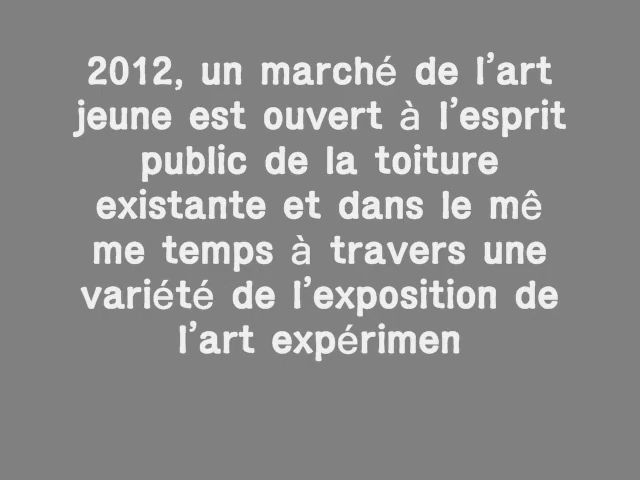 2012, un marché de l’art
jeune est ouvert à l’esprit
public de la toiture
existante et dans le mê
me temps à travers une
variété de l’exposition de
l’art expérimen